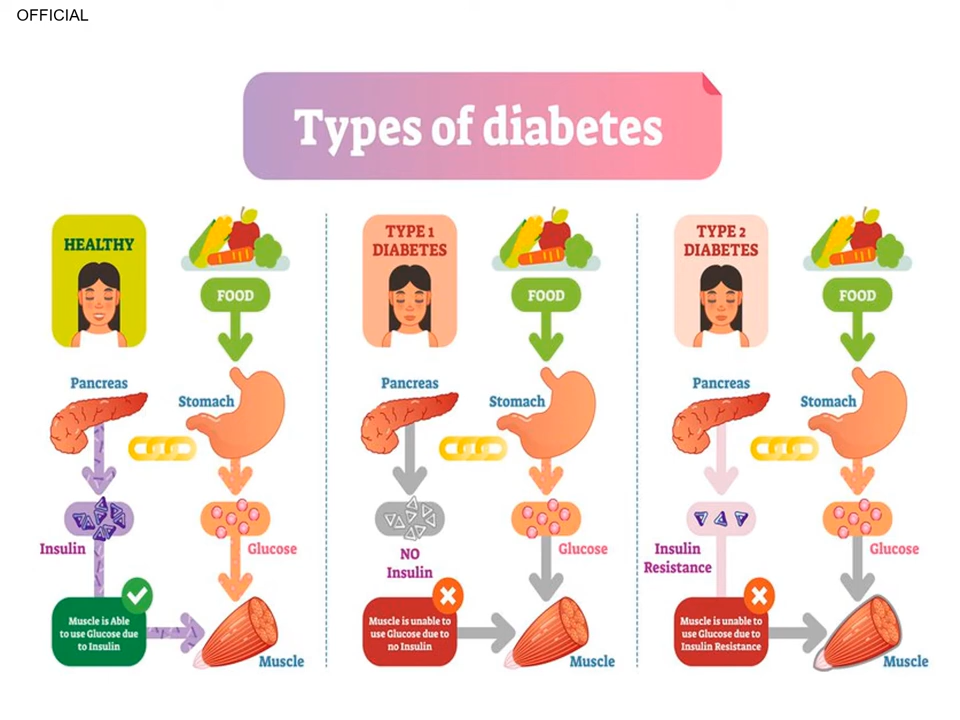 OFFICIAL
Types of diabetes
HEALTHY
FOOD
Pancreas
Stomach
Insulin
Glucose
Muscle is Able
to use Glucose due
to Insulin
Muscle
TYPE 1
DIABETES
FOOD
Pancreas
Stomach
NO
Insulin
Glucose
Muscle is unable to
use Glucose due to
no Insulin
Muscle
TYPE 2
DIABETES
FOOD
Pancreas
Stomach
Insulin
Resistance
Glucose
Muscle is unable to
use Glucose due to
Insulin Resistance
Muscle